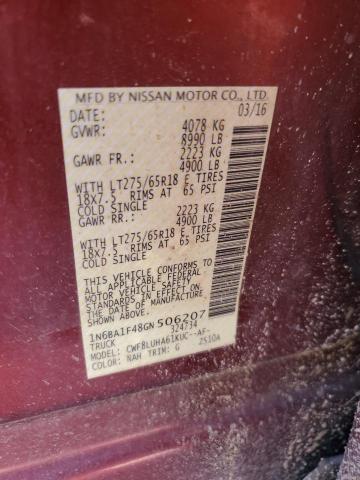 MFD BY NISSAN MOTOR CO., LTD.
DATE: 03/16
GVWR: 4078 KG
8990 LB
GAWR FR.: 2223 KG
4900 LB
WITH LT275/65R18 E TIRES
18X7.5 RIMS AT 65 PSI
COLD SINGLE
GAWR RR.: 2223 KG
4900 LB
WITH LT275/65R18 E TIRES
18X7.5 RIMS AT 65 PSI
COLD SINGLE
THIS VEHICLE CONFORMS TO
ALL APPLICABLE FEDERAL
MOTOR VEHICLE SAFETY
STANDARDS IN EFFECT ON
THE DATE OF MANUFACTURE
1N6BA1F48GN506207
TRUCK 324734
MODEL: CWF8LUHA61KUC--AF-
COLOR: NAH TRIM: G 2510A